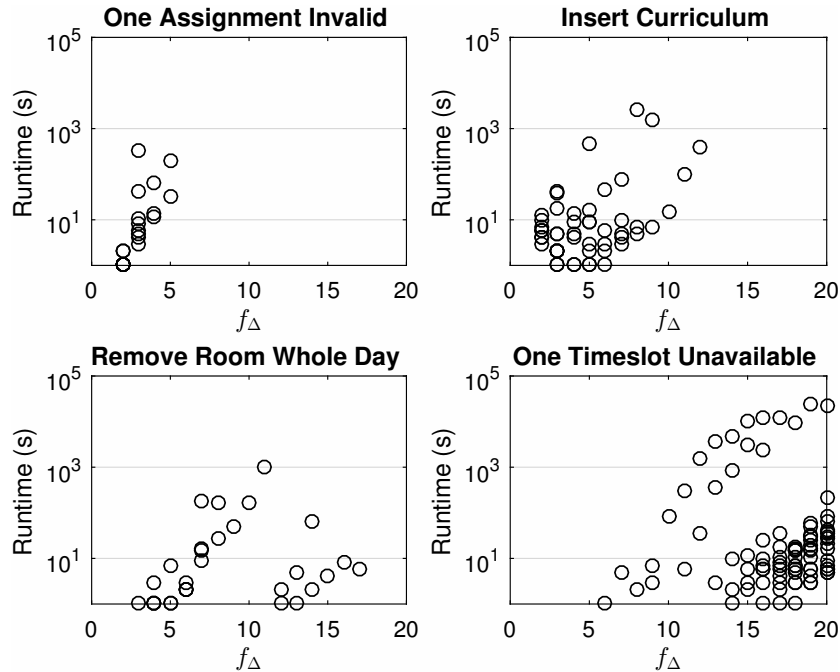 One Assignment Invalid
10^5
10^3
10^1
Runtime (s)
0 5 10 15 20
f_Δ
Insert Curriculum
10^5
10^3
10^1
Runtime (s)
0 5 10 15 20
f_Δ
Remove Room Whole Day
10^5
10^3
10^1
Runtime (s)
0 5 10 15 20
f_Δ
One Timeslot Unavailable
10^5
10^3
10^1
Runtime (s)
0 5 10 15 20
f_Δ